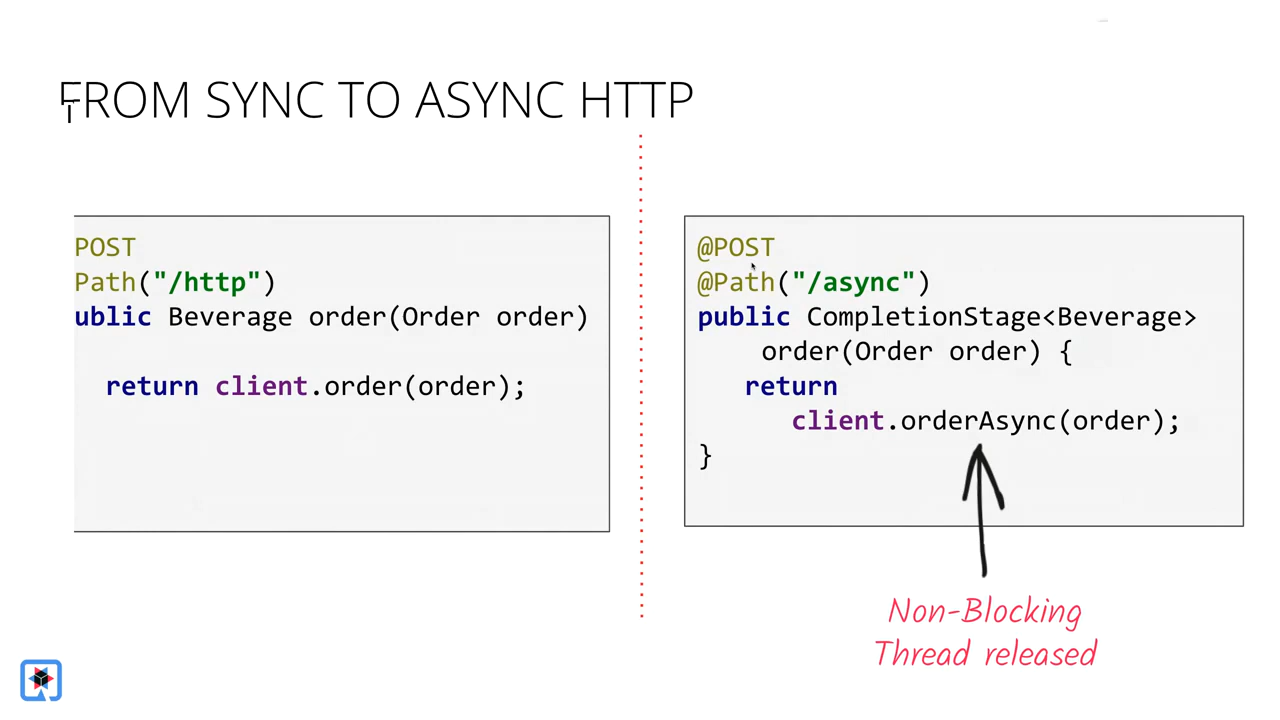 FROM SYNC TO ASYNC HTTP
POST
Path("/http")
ublic Beverage order(Order order)
return client.order(order);
@POST
@Path("/async")
public CompletionStage<Beverage>
order(Order order) {
return
client.orderAsync(order);
}
Non-Blocking
Thread released